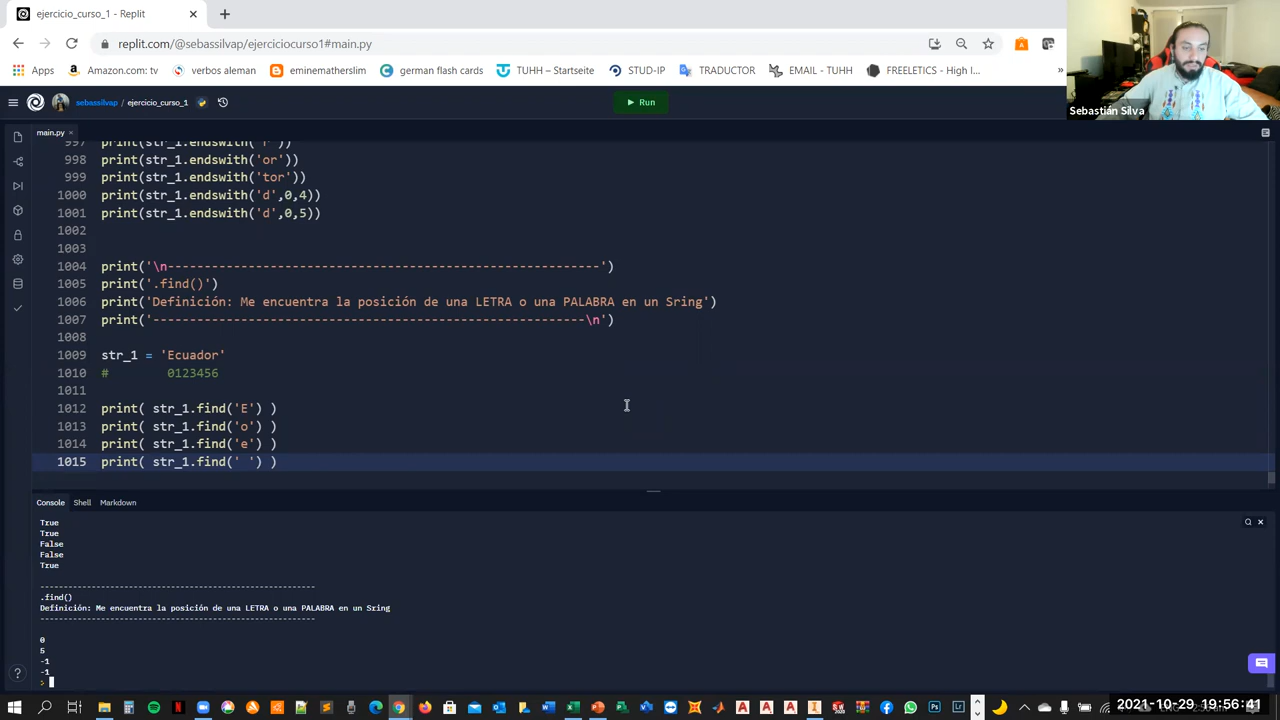 ejercicio_curso_1 - Replit
replit.com/@sebassilvap/ejerciciocurso1#main.py
Apps
Amazon.com: tv
verbos aleman
eminematherslim
german flash cards
TUHH – Startseite
STUD-IP
TRADUCTOR
EMAIL - TUHH
FREELETICS - High I...
»
Sebastián Silva
sebassilvap / ejercicio_curso_1
Run
main.py
997 print(str_1.endswith('r'))
998 print(str_1.endswith('or'))
999 print(str_1.endswith('tor'))
1000 print(str_1.endswith('d',0,4))
1001 print(str_1.endswith('d',0,5))
1002
1003
1004 print('\n-----------------------------------------------------------')
1005 print('.find()')
1006 print('Definición: Me encuentra la posición de una LETRA o una PALABRA en un Sring')
1007 print('-----------------------------------------------------------\n')
1008
1009 str_1 = 'Ecuador'
1010 # 0123456
1011
1012 print( str_1.find('E') )
1013 print( str_1.find('o') )
1014 print( str_1.find('e') )
1015 print( str_1.find(' ') )
Console Shell Markdown
True
True
False
False
True
-----------------------------------------------------------
.find()
Definición: Me encuentra la posición de una LETRA o una PALABRA en un Sring
-----------------------------------------------------------
0
5
-1
-1
2021-10-29 19:56:41